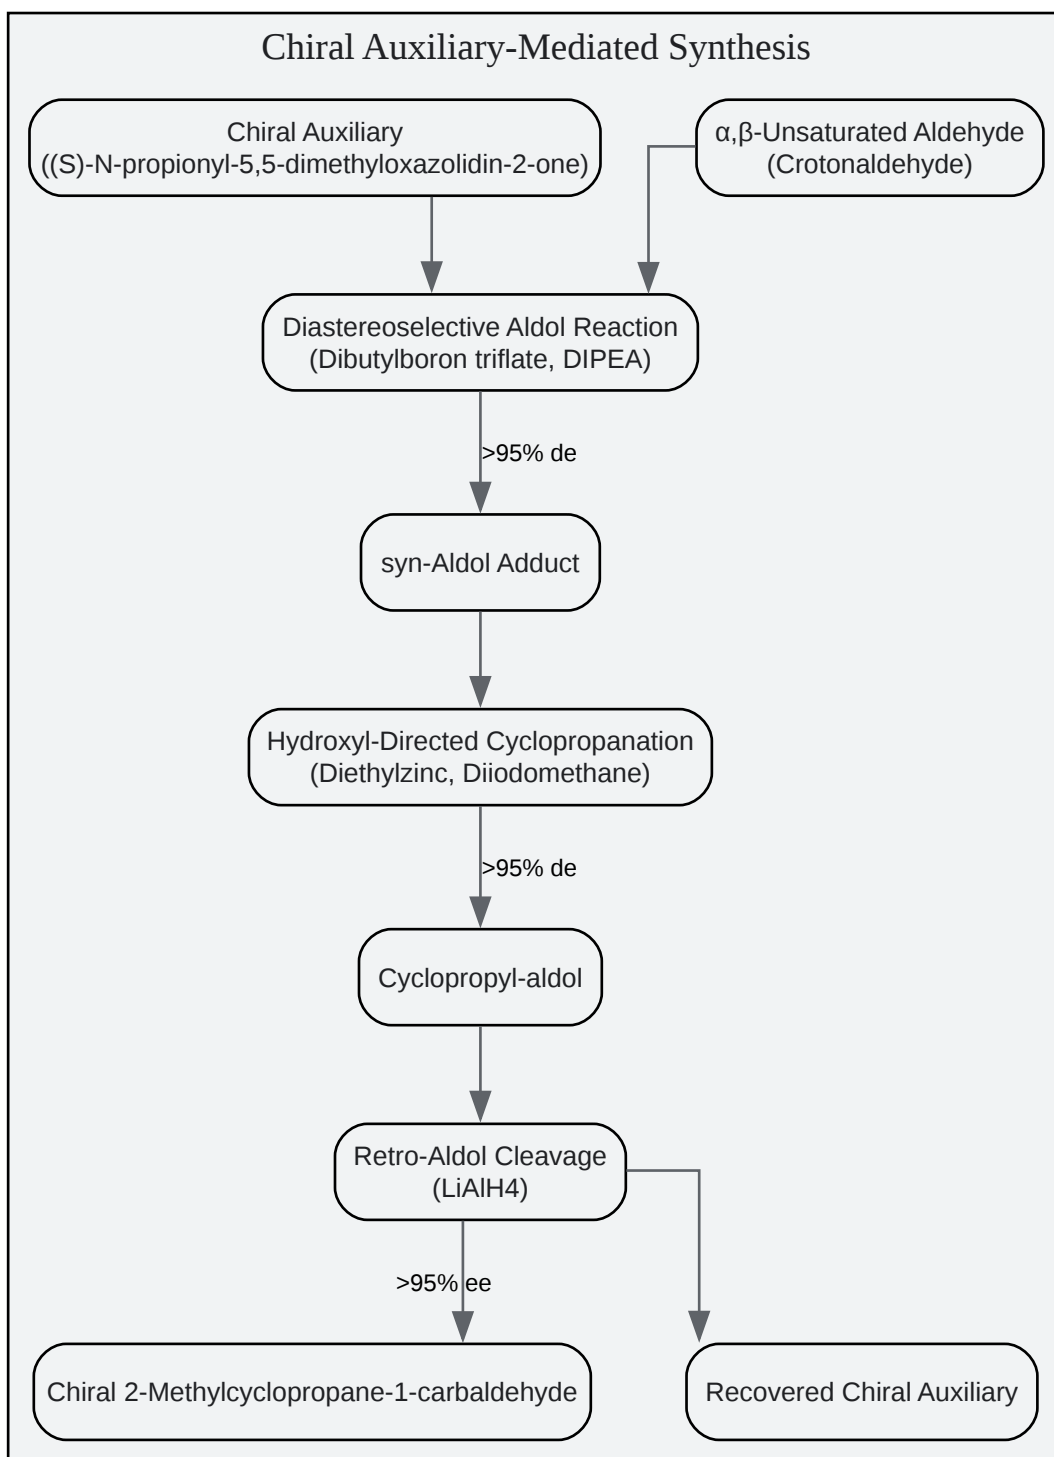 Chiral Auxiliary-Mediated Synthesis
Chiral Auxiliary
((S)-N-propionyl-5,5-dimethyloxazolidin-2-one)
α,β-Unsaturated Aldehyde
(Crotonaldehyde)
Diastereoselective Aldol Reaction
(Dibutylboron triflate, DIPEA)
>95% de
syn-Aldol Adduct
Hydroxyl-Directed Cyclopropanation
(Diethylzinc, Diiodomethane)
>95% de
Cyclopropyl-aldol
Retro-Aldol Cleavage
(LiAlH4)
>95% ee
Chiral 2-Methylcyclopropane-1-carbaldehyde
Recovered Chiral Auxiliary